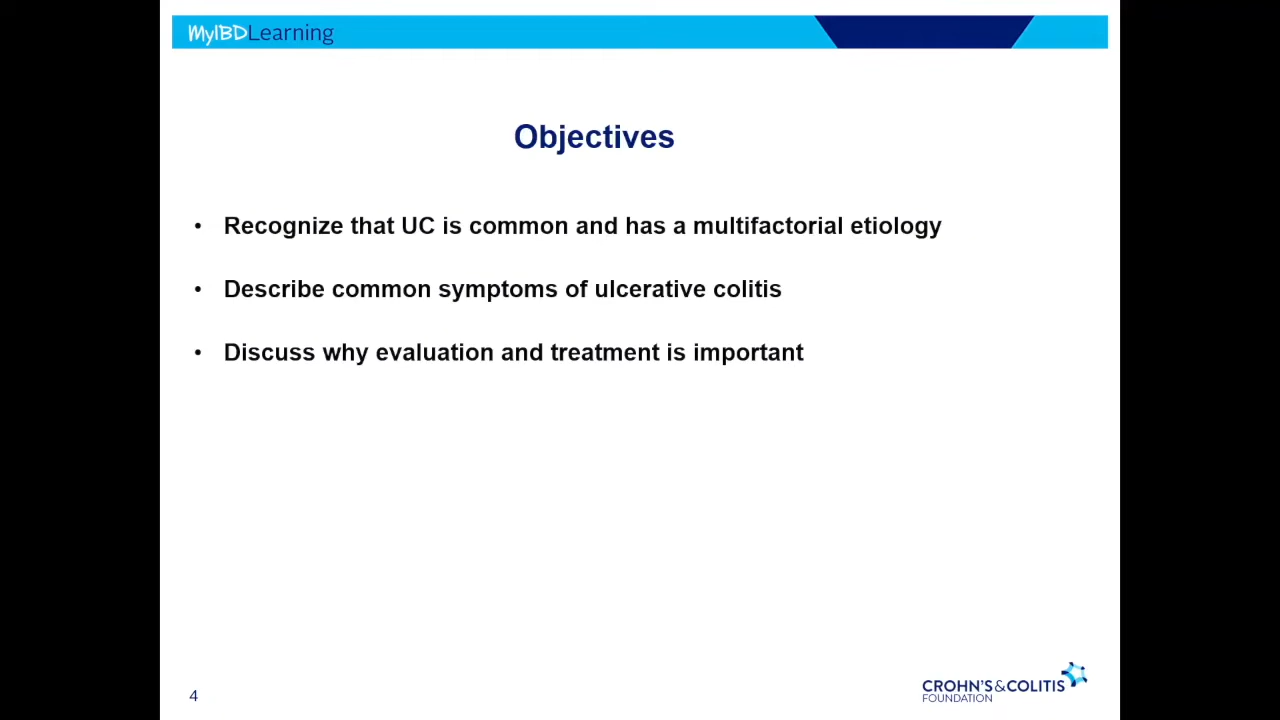 MyIBDLearning
Objectives
• Recognize that UC is common and has a multifactorial etiology
• Describe common symptoms of ulcerative colitis
• Discuss why evaluation and treatment is important
4
CROHN'S&COLITIS
FOUNDATION